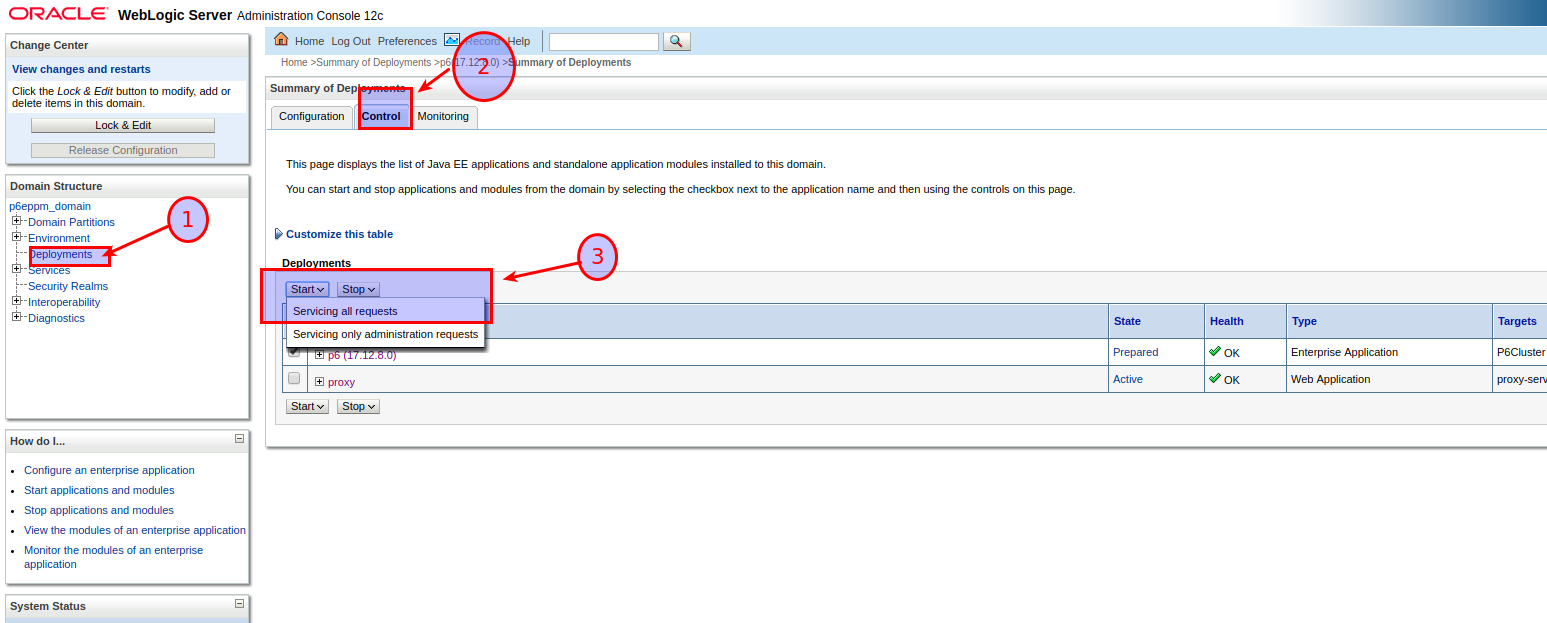 ORACLE WebLogic Server Administration Console 12c
Change Center
View changes and restarts
Click the Lock & Edit button to modify, add or
delete items in this domain.
Lock & Edit
Release Configuration
Domain Structure
p6eppm_domain
Domain Partitions
Environment
Deployments
Services
Security Realms
Interoperability
Diagnostics
1
How do I...
Configure an enterprise application
Start applications and modules
Stop applications and modules
View the modules of an enterprise application
Monitor the modules of an enterprise
application
System Status
Home Log Out Preferences Record Help
Home >Summary of Deployments >p6 (17.12.8.0) >Summary of Deployments
2
Summary of Deployments
Configuration Control Monitoring
This page displays the list of Java EE applications and standalone application modules installed to this domain.
You can start and stop applications and modules from the domain by selecting the checkbox next to the application name and then using the controls on this page.
Customize this table
3
Deployments
Start Stop
Servicing all requests
Servicing only administration requests
State Health Type Targets
p6 (17.12.8.0) Prepared OK Enterprise Application P6Cluster
proxy Active OK Web Application proxy-serv
Start Stop